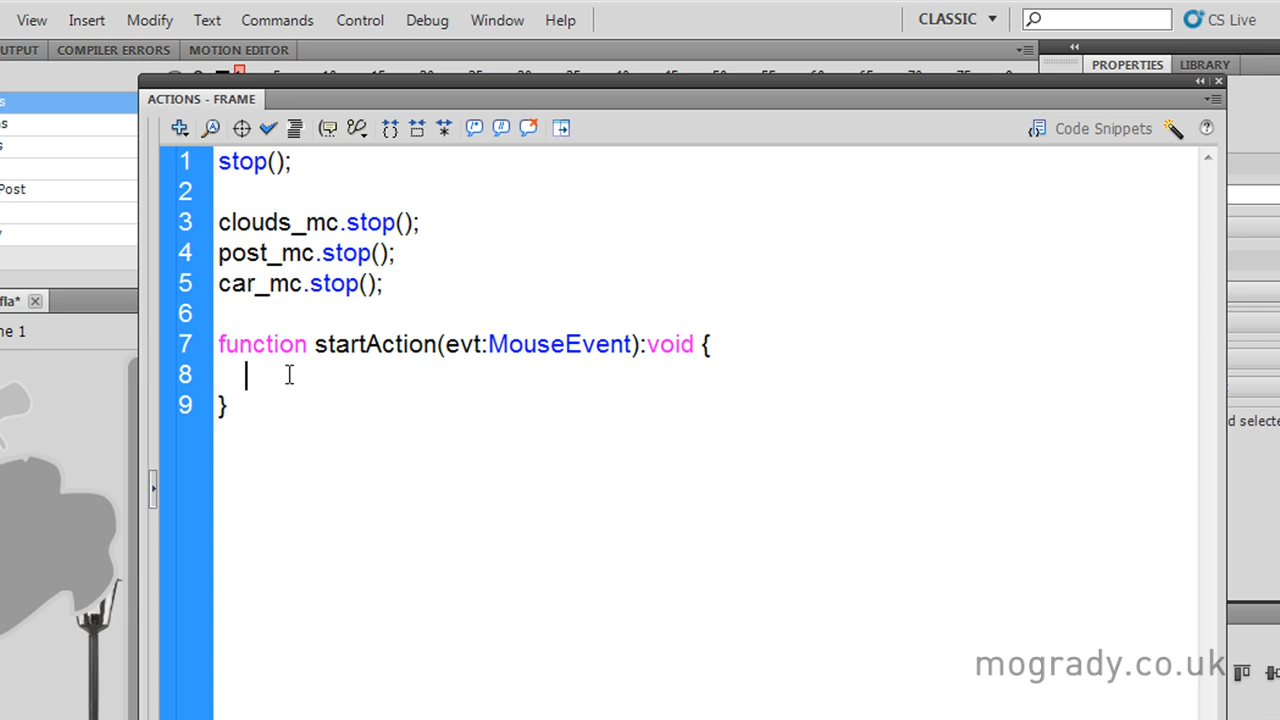 View Insert Modify Text Commands Control Debug Window Help CLASSIC CS Live
UTPUT COMPILER ERRORS MOTION EDITOR PROPERTIES LIBRARY
ACTIONS - FRAME
Code Snippets
1 stop();
2
3 clouds_mc.stop();
4 post_mc.stop();
5 car_mc.stop();
6
7 function startAction(evt:MouseEvent):void {
8
9 }
Post
fla*
ne 1
d selecte
mogrady.co.uk